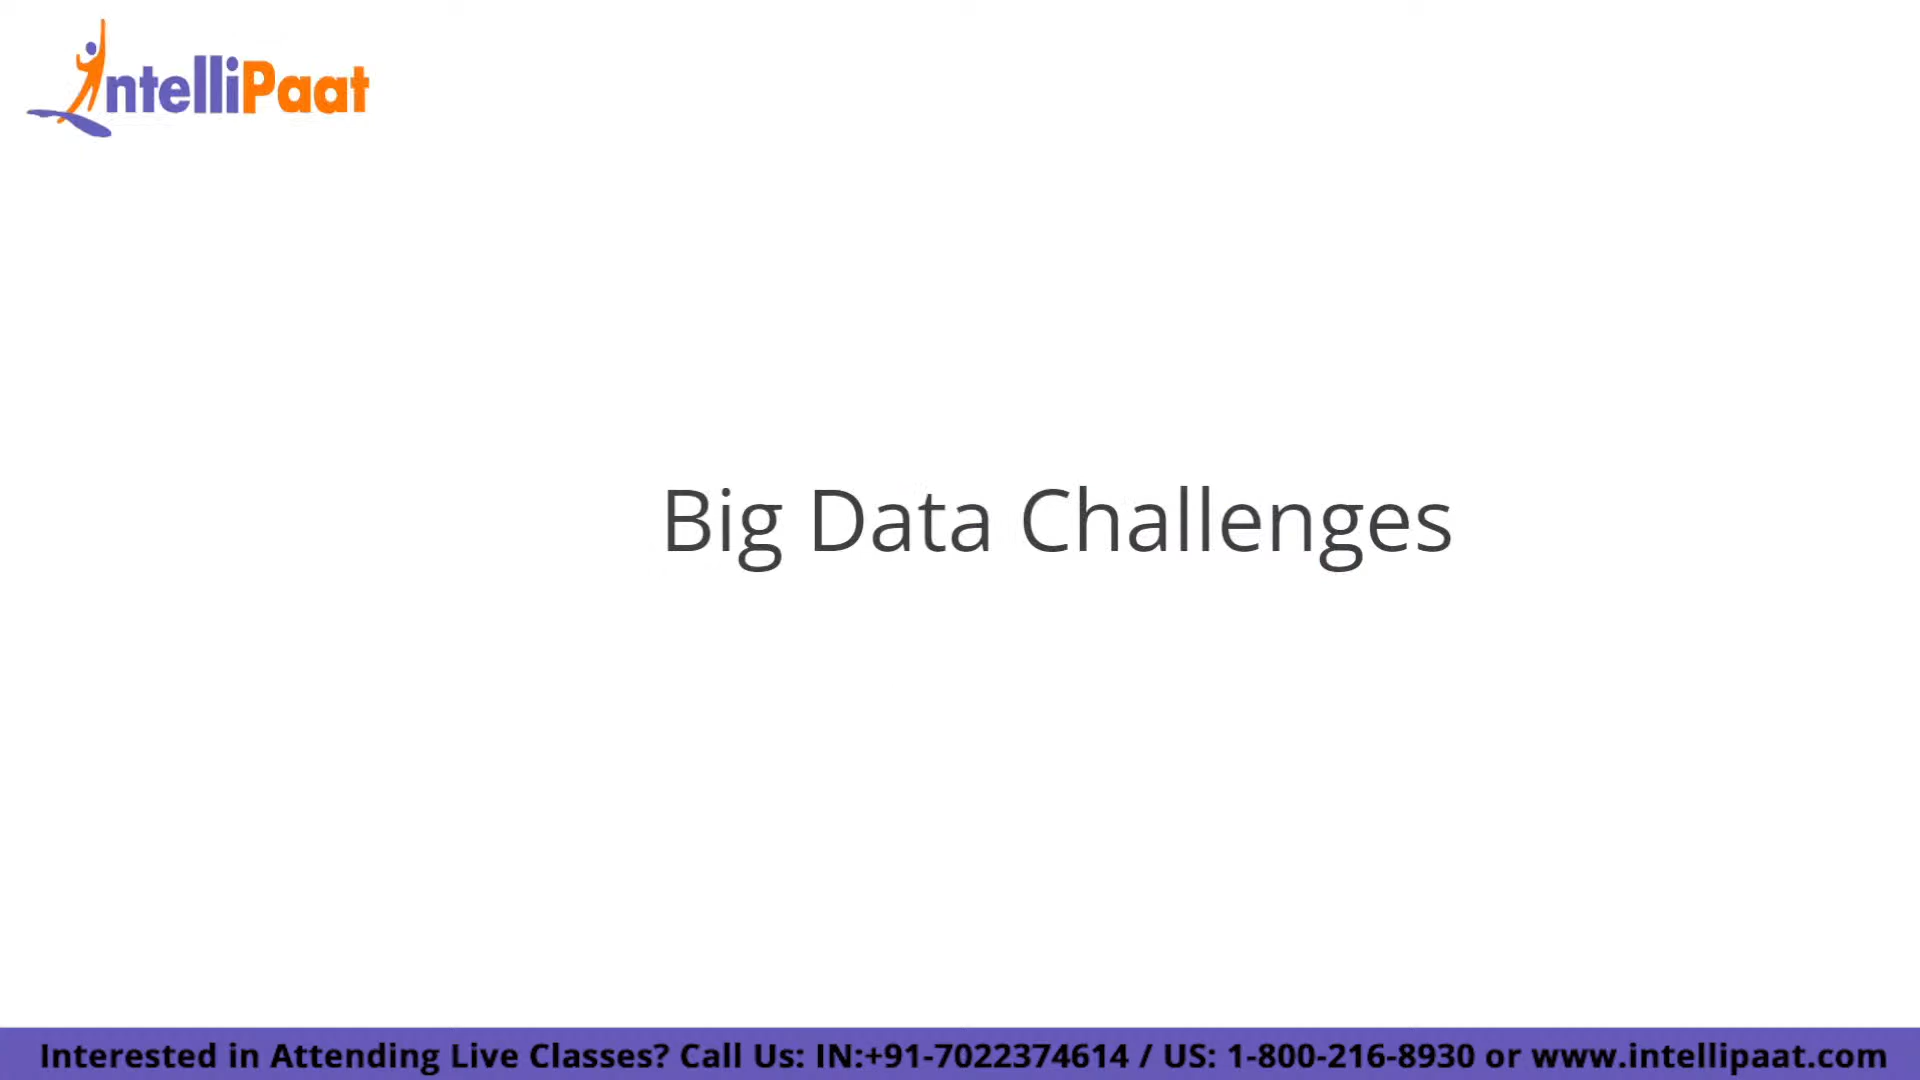 IntelliPaat
Big Data Challenges
Interested in Attending Live Classes? Call Us: IN:+91-7022374614 / US: 1-800-216-8930 or www.intellipaat.com